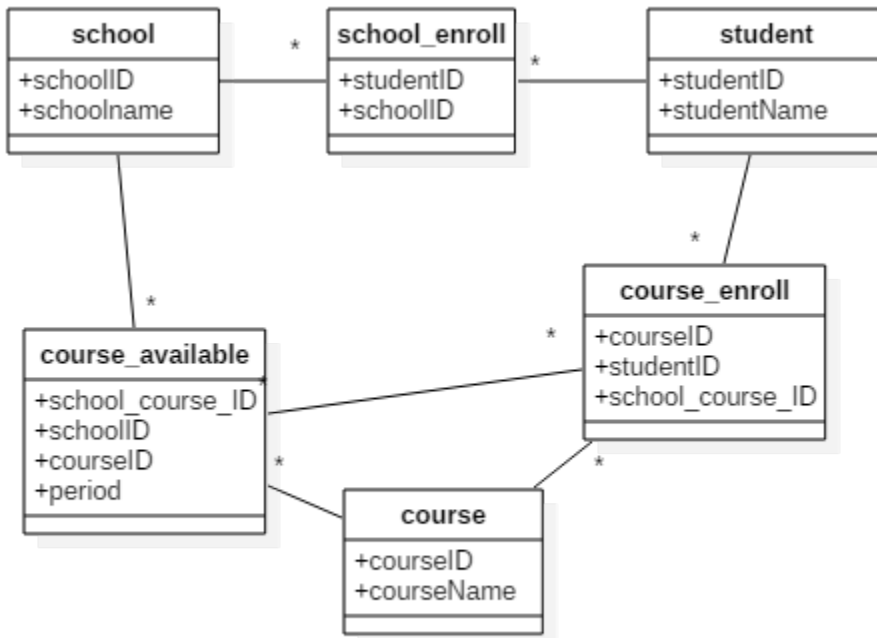 school
+schoolID
+schoolname
*
school_enroll
+studentID
+schoolID
*
student
+studentID
+studentName
*
*
course_available
+school_course_ID
*
+schoolID
+courseID
+period
*
course_enroll
+courseID
+studentID
+school_course_ID
*
*
course
+courseID
+courseName